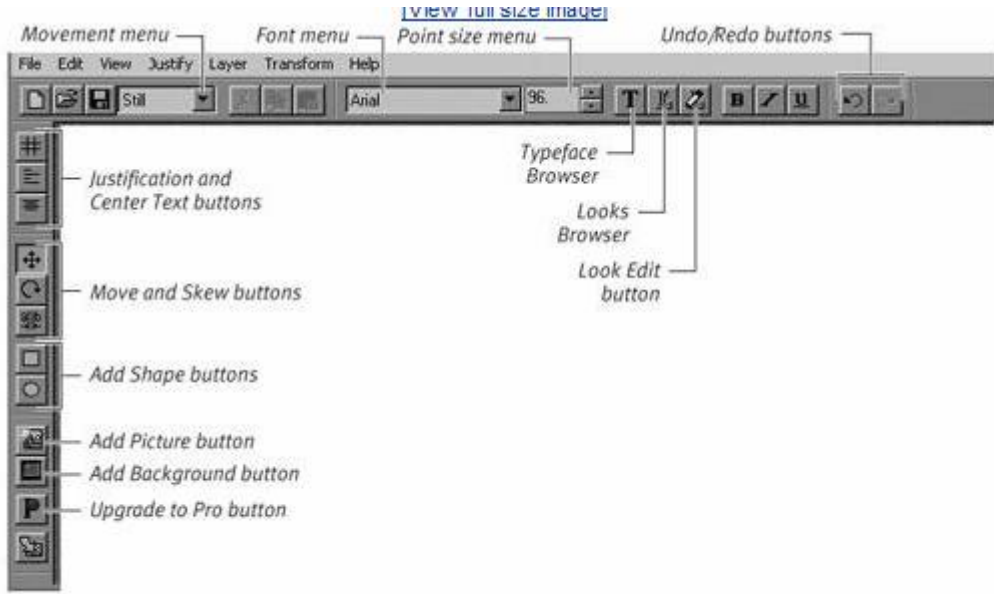 [View full size image]
Movement menu Font menu Point size menu Undo/Redo buttons
File Edit View Justify Layer Transform Help
Still Arial 96. T B I U
Typeface
Browser
Justification and
Center Text buttons
Looks
Browser
Look Edit
button
Move and Skew buttons
Add Shape buttons
Add Picture button
Add Background button
P Upgrade to Pro button